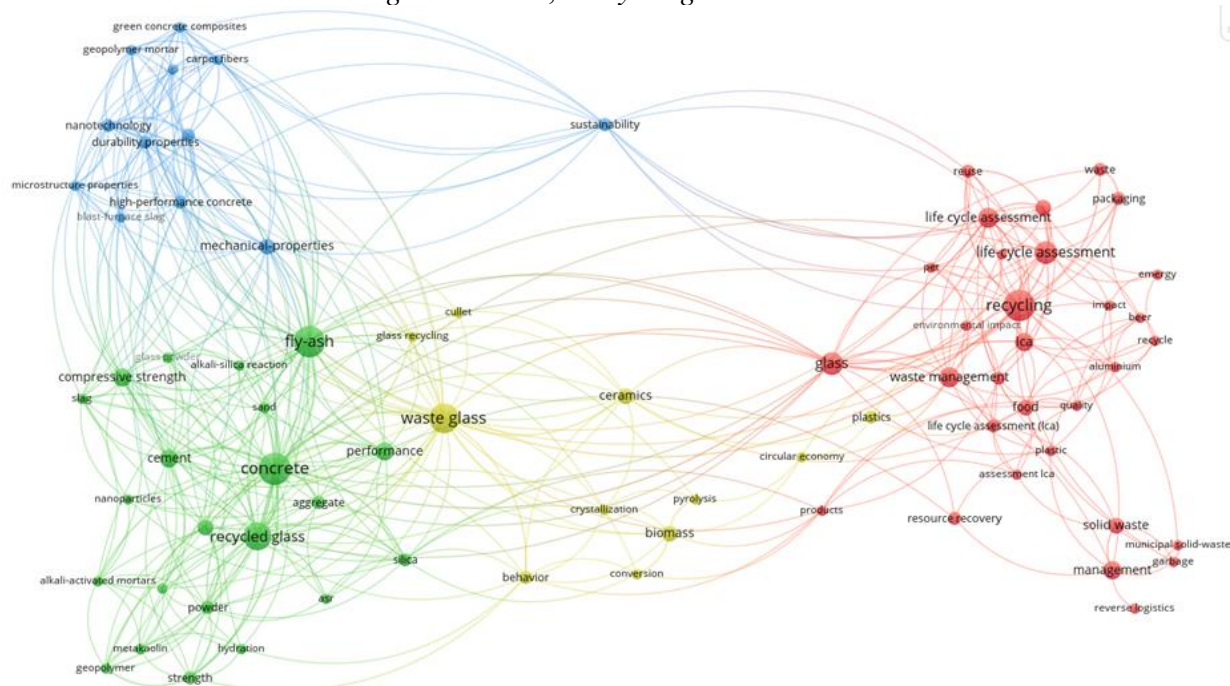 green concrete composites
geopolymer mortar
carpet fibers
nanotechnology
durability properties
microstructure properties
high-performance concrete
blast-furnace slag
mechanical-properties
sustainability
reuse
waste
packaging
life cycle assessment
life-cycle assessment
pet
emergy
recycling
impact
beer
environmental impact
lca
recycle
cullet
glass recycling
fly-ash
glass powder
alkali-silica reaction
compressive strength
slag
sand
glass
waste management
aluminium
food
quality
life cycle assessment (lca)
plastic
assessment lca
ceramics
waste glass
plastics
circular economy
performance
cement
concrete
nanoparticles
aggregate
pyrolysis
crystallization
products
resource recovery
solid waste
biomass
recycled glass
municipal solid-waste
garbage
management
silica
behavior
conversion
alkali-activated mortars
asr
powder
reverse logistics
metakaolin
hydration
geopolymer
strength